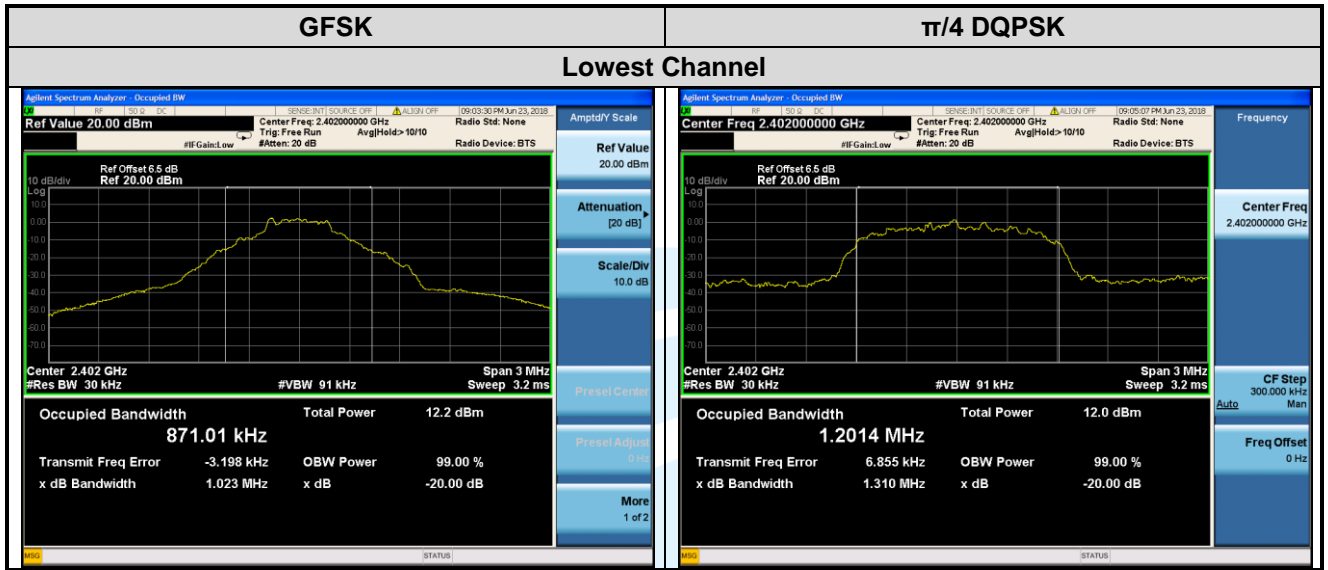 GFSK π/4 DQPSK
Lowest Channel
Agilent Spectrum Analyzer - Occupied BW
RF 50 Ω DC SENSE:INT SOURCE OFF ALIGN OFF 09:03:30 PM Jun 23, 2018
Ref Value 20.00 dBm
Center Freq: 2.402000000 GHz
Radio Std: None
Trig: Free Run Avg|Hold:> 10/10
#IFGain:Low #Atten: 20 dB Radio Device: BTS
Ref Offset 6.5 dB
10 dB/div Ref 20.00 dBm
Log
10.0
0.00
-10.0
-20.0
-30.0
-40.0
-50.0
-60.0
-70.0
Center 2.402 GHz Span 3 MHz
#Res BW 30 kHz #VBW 91 kHz Sweep 3.2 ms
Occupied Bandwidth Total Power 12.2 dBm
871.01 kHz
Transmit Freq Error -3.198 kHz OBW Power 99.00 %
x dB Bandwidth 1.023 MHz x dB -20.00 dB
MSG STATUS
Amptd/Y Scale
Ref Value
20.00 dBm
Attenuation
[20 dB]
Scale/Div
10.0 dB
Presel Center
Presel Adjust
0 Hz
More
1 of 2
Agilent Spectrum Analyzer - Occupied BW
RF 50 Ω DC SENSE:INT SOURCE OFF ALIGN OFF 09:05:07 PM Jun 23, 2018
Center Freq 2.402000000 GHz
Center Freq: 2.402000000 GHz
Radio Std: None
Trig: Free Run Avg|Hold:> 10/10
#IFGain:Low #Atten: 20 dB Radio Device: BTS
Ref Offset 6.5 dB
10 dB/div Ref 20.00 dBm
Log
10.0
0.00
-10.0
-20.0
-30.0
-40.0
-50.0
-60.0
-70.0
Center 2.402 GHz Span 3 MHz
#Res BW 30 kHz #VBW 91 kHz Sweep 3.2 ms
Occupied Bandwidth Total Power 12.0 dBm
1.2014 MHz
Transmit Freq Error 6.855 kHz OBW Power 99.00 %
x dB Bandwidth 1.310 MHz x dB -20.00 dB
MSG STATUS
Frequency
Center Freq
2.402000000 GHz
CF Step
300.000 kHz
Auto Man
Freq Offset
0 Hz